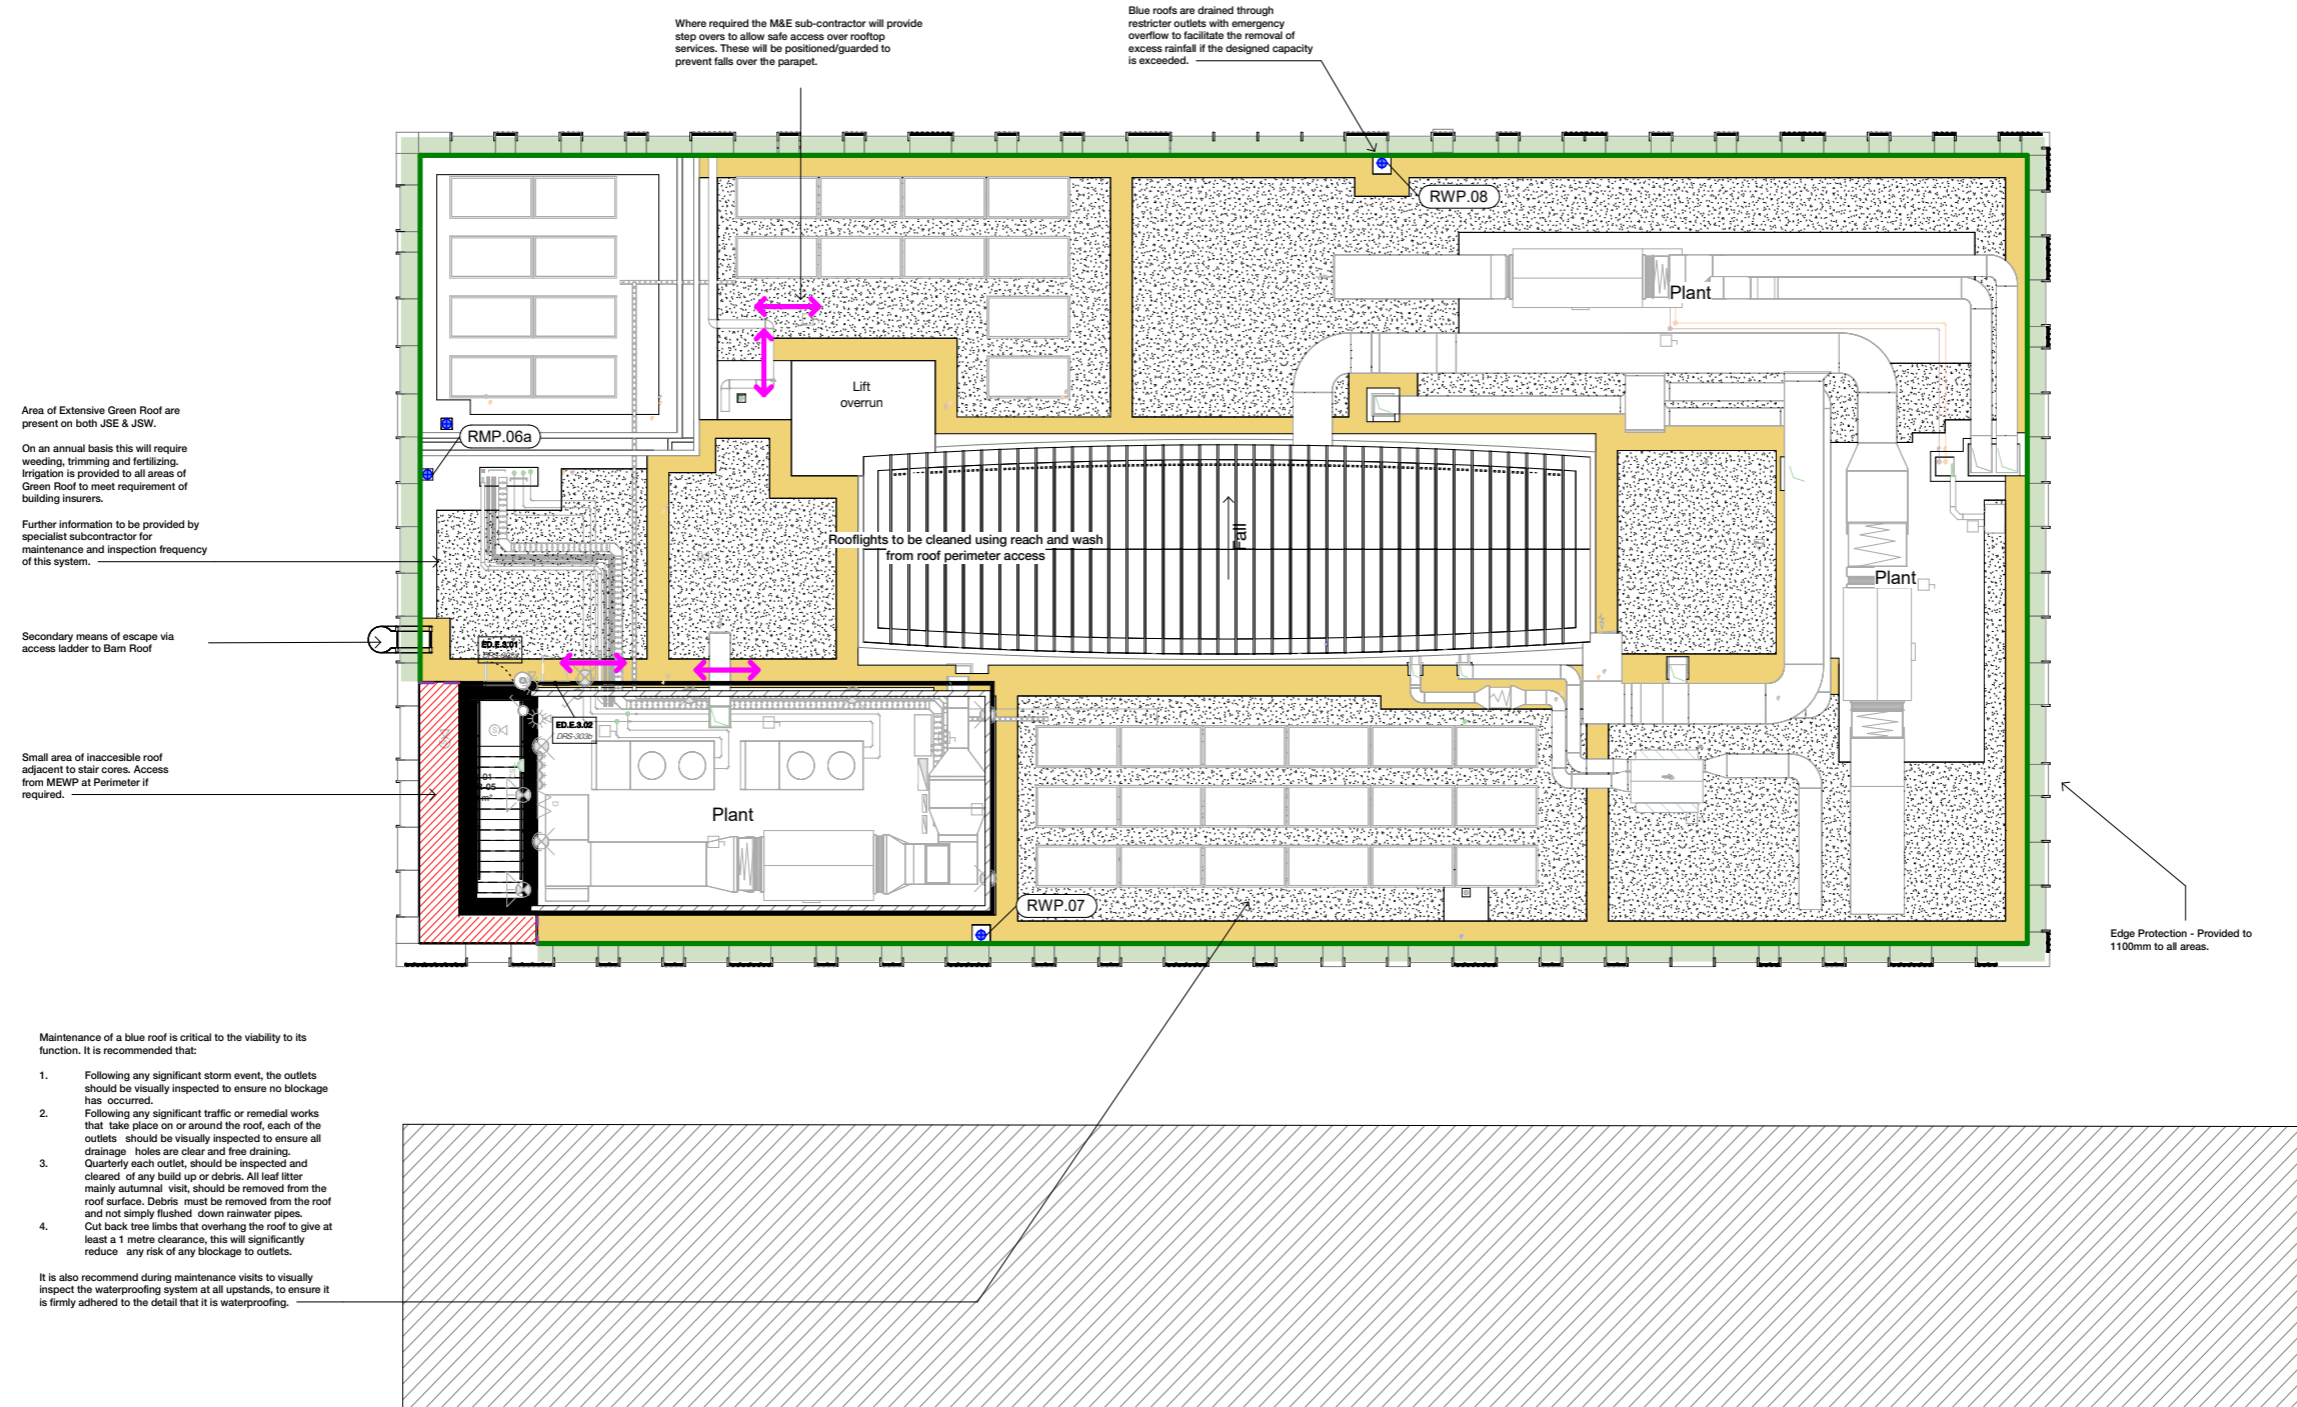 Where required the M&E sub-contractor will provide
step overs to allow safe access over rooftop
services. These will be positioned/guarded to
prevent falls over the parapet.
Blue roofs are drained through
restricter outlets with emergency
overflow to facilitate the removal of
excess rainfall if the designed capacity
is exceeded.
RWP.08
Plant
Lift
overrun
Area of Extensive Green Roof are
present on both JSE & JSW.
On an annual basis this will require
weeding, trimming and fertilizing.
Irrigation is provided to all areas of
Green Roof to meet requirement of
building insurers.
Further information to be provided by
specialist subcontractor for
maintenance and inspection frequency
of this system.
RMP.06a
Rooflights to be cleaned using reach and wash
from roof perimeter access
Fall
Plant
Secondary means of escape via
access ladder to Barn Roof
ED.E.3.01
ED.E.3.02
DRS-303b
Small area of inaccesible roof
adjacent to stair cores. Access
from MEWP at Perimeter if
required.
Plant
RWP.07
Edge Protection - Provided to
1100mm to all areas.
Maintenance of a blue roof is critical to the viability to its
function. It is recommended that:
1. Following any significant storm event, the outlets
should be visually inspected to ensure no blockage
has occurred.
2. Following any significant traffic or remedial works
that take place on or around the roof, each of the
outlets should be visually inspected to ensure all
drainage holes are clear and free draining.
3. Quarterly each outlet, should be inspected and
cleared of any build up or debris. All leaf litter
mainly autumnal visit, should be removed from the
roof surface. Debris must be removed from the roof
and not simply flushed down rainwater pipes.
4. Cut back tree limbs that overhang the roof to give at
least a 1 metre clearance, this will significantly
reduce any risk of any blockage to outlets.
It is also recommend during maintenance visits to visually
inspect the waterproofing system at all upstands, to ensure it
is firmly adhered to the detail that it is waterproofing.